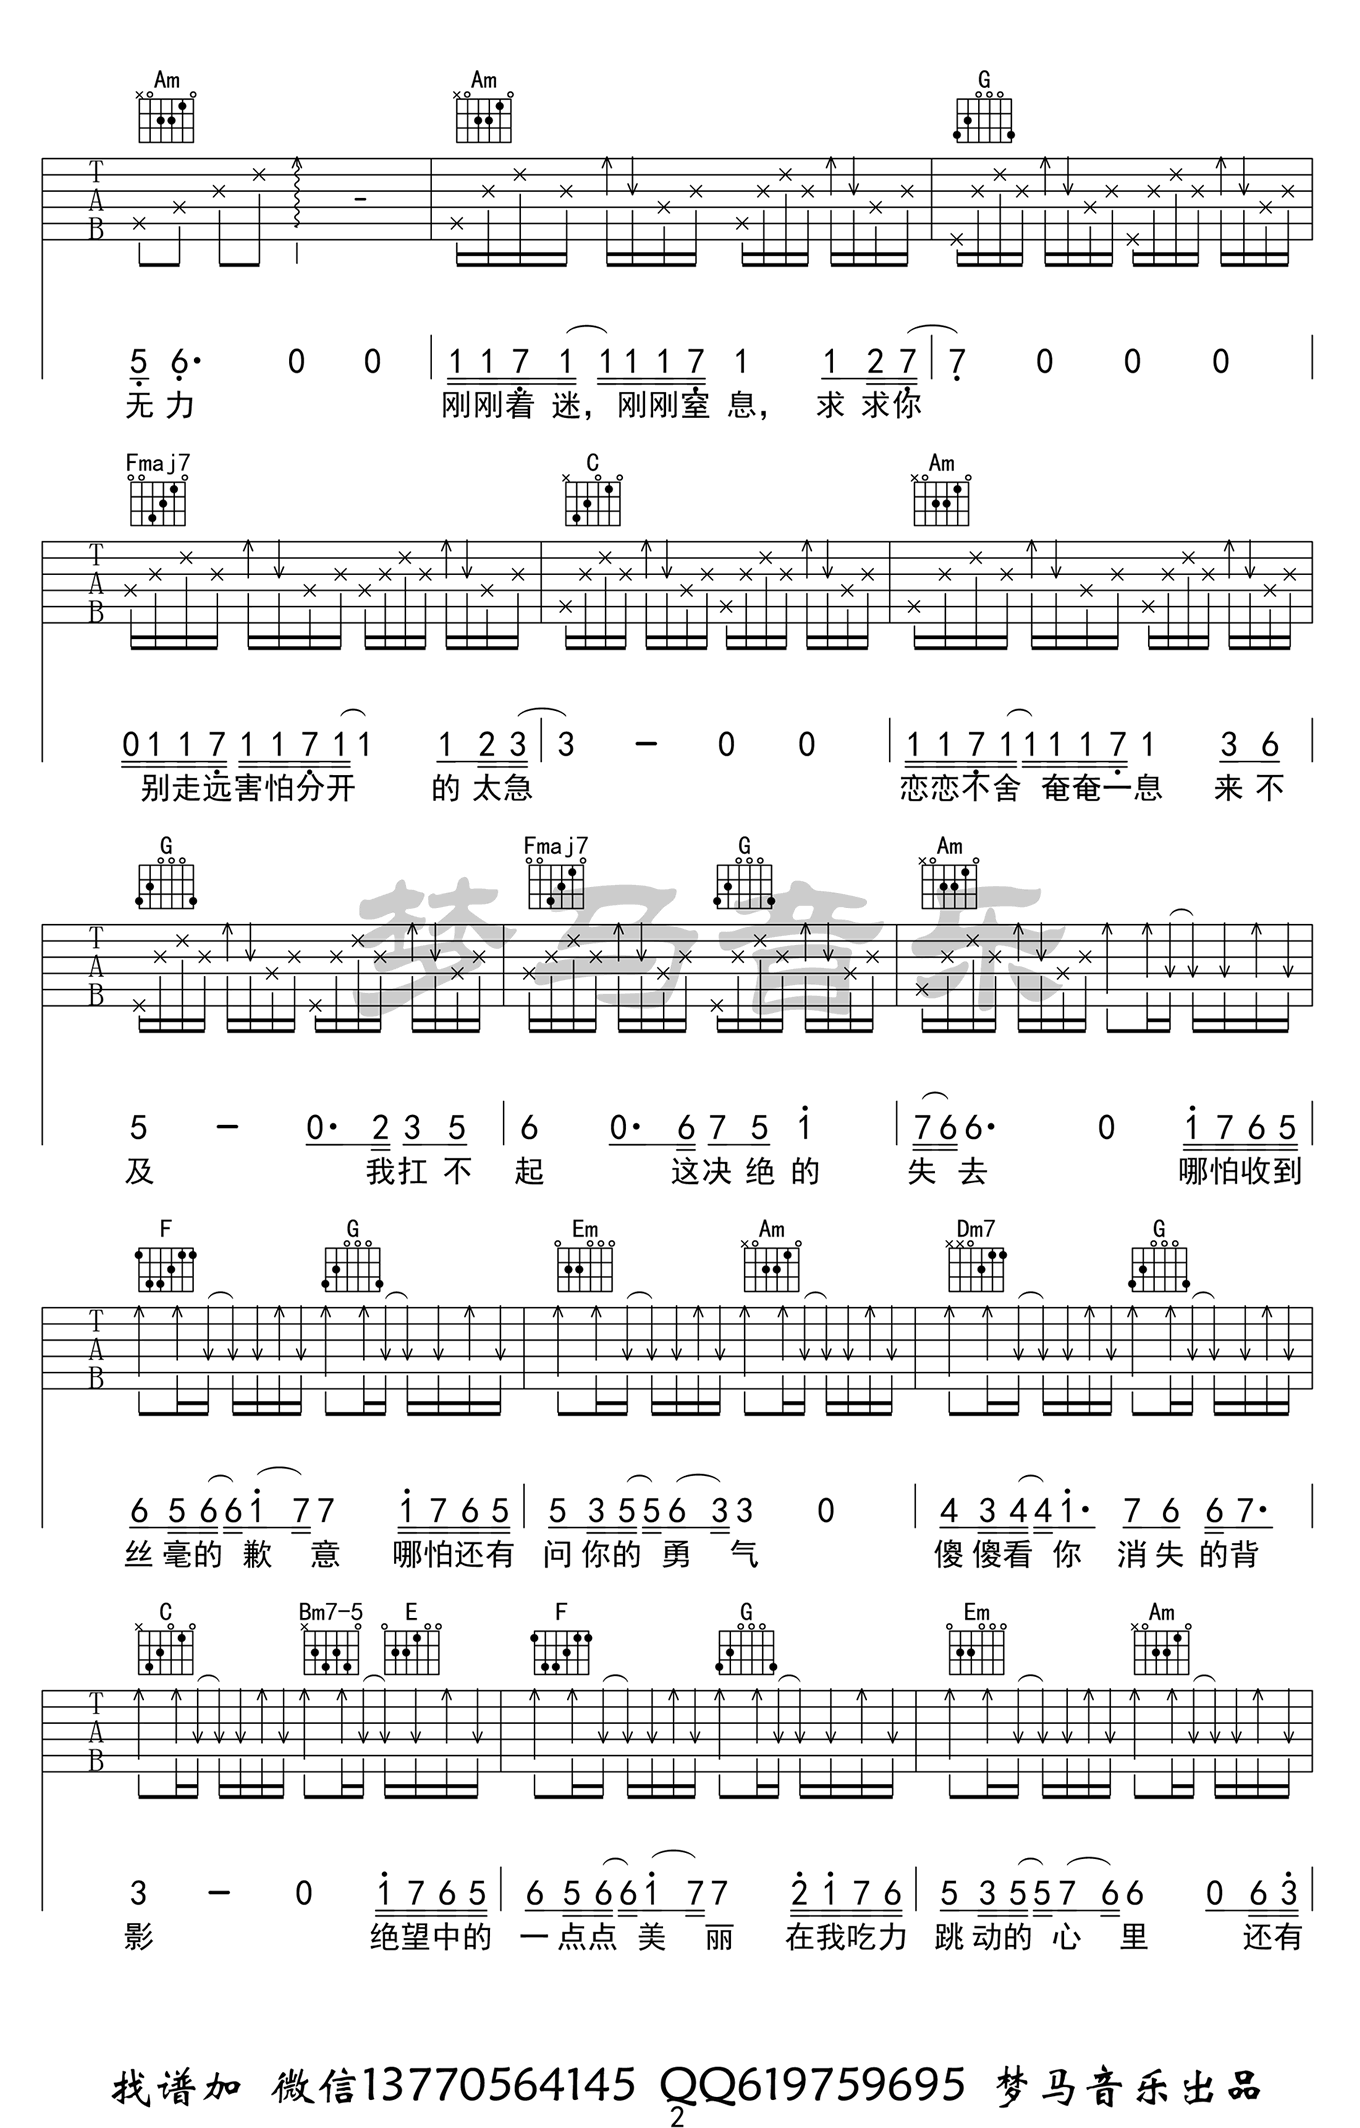 Am Am G
T
A
B
5 6· 0 0 1 1 7 1 1 1 1 7 1 1 2 7 7 0 0 0
无力 刚刚着迷，刚刚窒息， 求求你
Fmaj7 C Am
T
A
B
0 1 1 7 1 1 7 1 1 1 2 3 3 - 0 0 1 1 7 1 1 1 1 7 1 3 6
别走远害怕分开 的太急 恋恋不舍 奄奄一息 来不
G Fmaj7 G Am
梦马音乐
T
A
B
5 - 0· 2 3 5 6 0· 6 7 5 1 7 6 6· 0 1 7 6 5
及 我扛不 起 这决绝的 失去 哪怕收到
F G Em Am Dm7 G
T
A
B
6 5 6 6 1 7 7 1 7 6 5 5 3 5 5 6 3 3 0 4 3 4 4 1· 7 6 6 7·
丝毫的歉意 哪怕还有 问你的勇气 傻傻看你 消失的背
C Bm7-5 E F G Em Am
T
A
B
3 - 0 1 7 6 5 6 5 6 6 1 7 7 2 1 7 6 5 3 5 5 7 6 6 0 6 3
影 绝望中的 一点点美丽 在我吃力 跳动的心里 还有
找谱加 微信13770564145 QQ619759695 梦马音乐出品
2